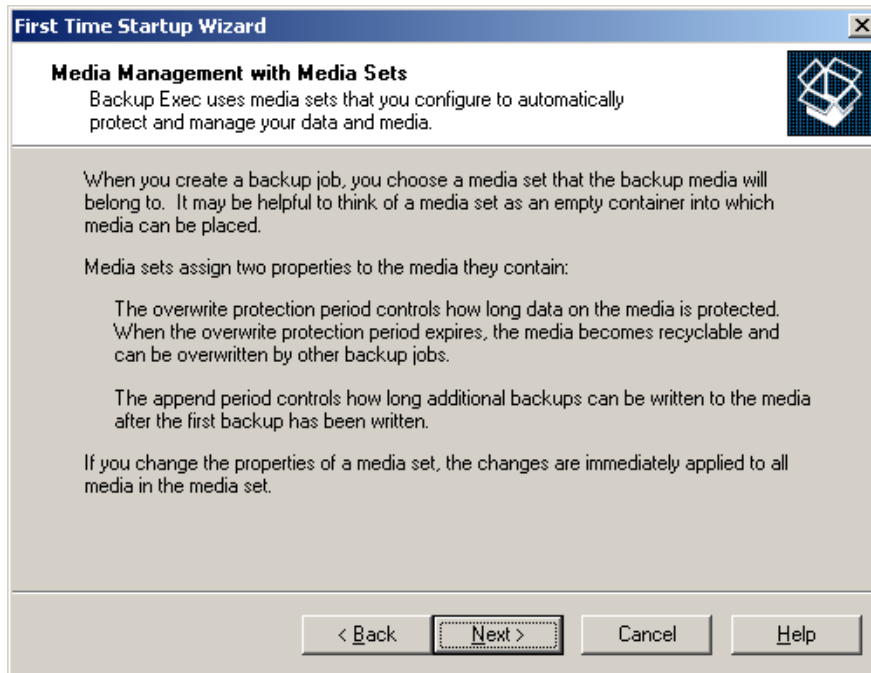 First Time Startup Wizard
Media Management with Media Sets
Backup Exec uses media sets that you configure to automatically
protect and manage your data and media.
When you create a backup job, you choose a media set that the backup media will
belong to.  It may be helpful to think of a media set as an empty container into which
media can be placed.
Media sets assign two properties to the media they contain:
The overwrite protection period controls how long data on the media is protected.
When the overwrite protection period expires, the media becomes recyclable and
can be overwritten by other backup jobs.
The append period controls how long additional backups can be written to the media
after the first backup has been written.
If you change the properties of a media set, the changes are immediately applied to all
media in the media set.
< Back Next > Cancel Help